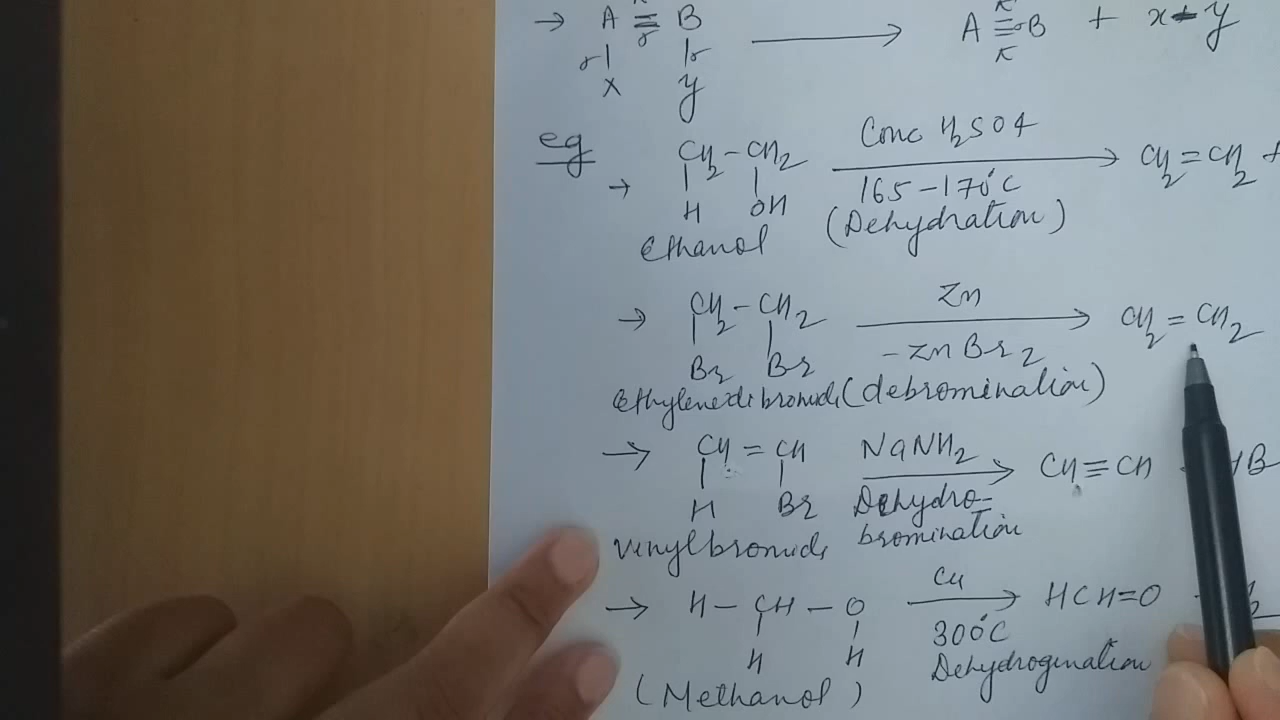 → A = B ⟶ A ≡ B + x-y
σ| |σ
x y
eg → CH2-CH2 Conc H2SO4 CH2=CH2 +
H OH 165-170°C
Ethanol (Dehydration)
→ CH2-CH2 Zn CH2=CH2
Br Br -ZnBr2
Ethylenedibromide (debromination)
→ CH=CH NaNH2 CH≡CH
H Br Dehydro-
Vinylbromide bromination
→ H-CH-O Cu HCH=O
H H 300°C
(Methanol) Dehydrogenation